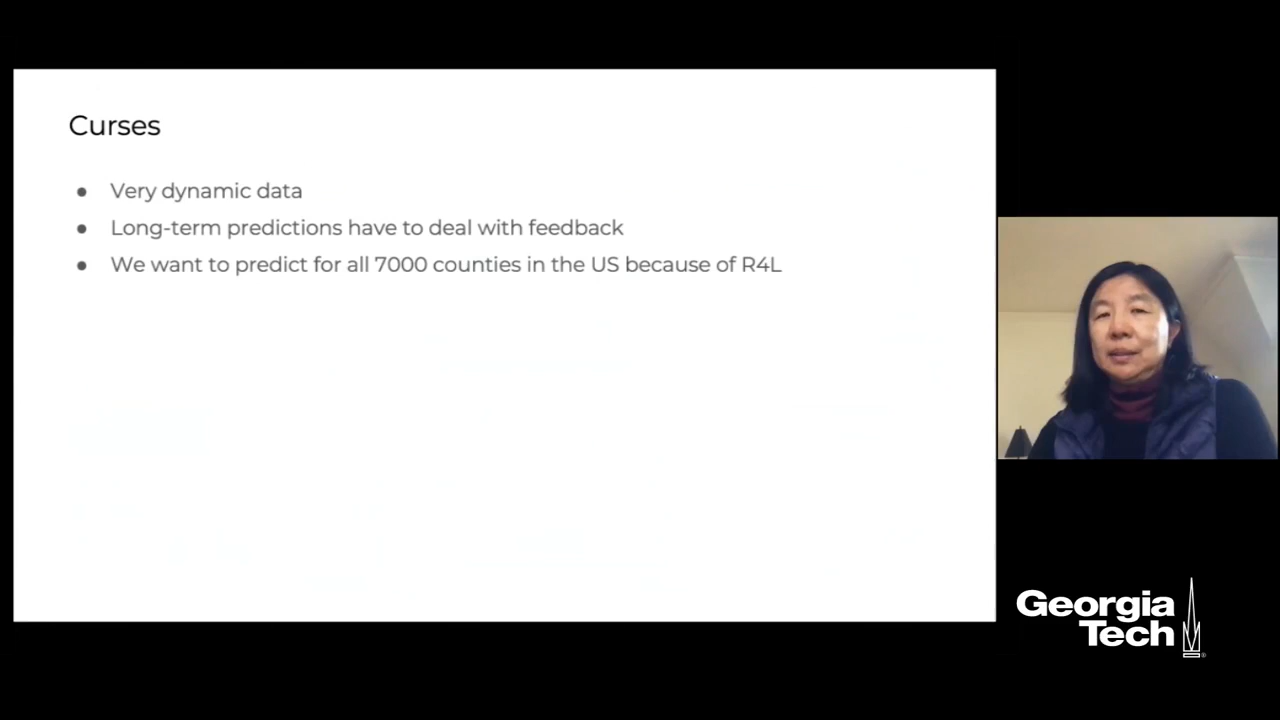 Curses
● Very dynamic data
● Long-term predictions have to deal with feedback
● We want to predict for all 7000 counties in the US because of R4L
Georgia
Tech